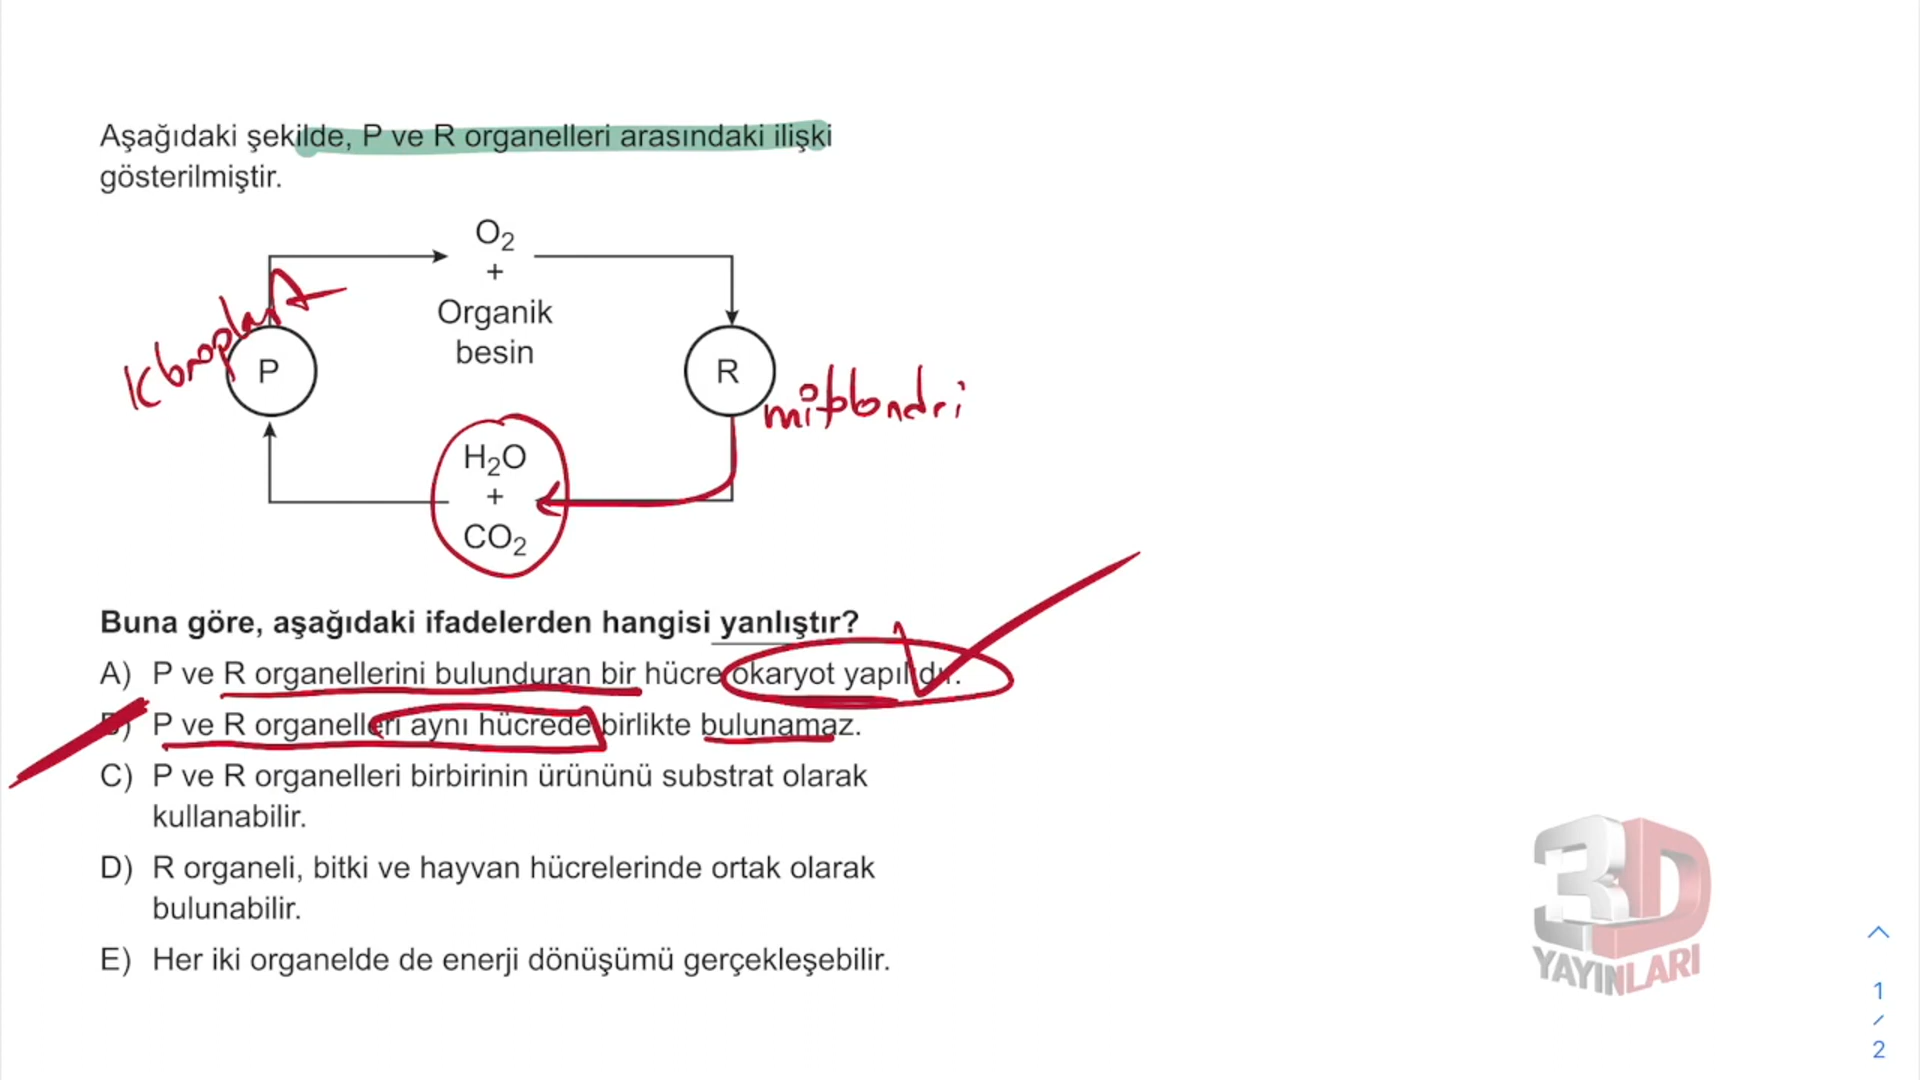 Aşağıdaki şekilde, P ve R organelleri arasındaki ilişki
gösterilmiştir.
O₂
+
Organik
besin
Kloroplast
P
R
mitokondri
H₂O
+
CO₂
Buna göre, aşağıdaki ifadelerden hangisi yanlıştır?
A) P ve R organellerini bulunduran bir hücre ökaryot yapılıdır.
B) P ve R organelleri aynı hücrede birlikte bulunamaz.
C) P ve R organelleri birbirinin ürününü substrat olarak
kullanabilir.
D) R organeli, bitki ve hayvan hücrelerinde ortak olarak
bulunabilir.
E) Her iki organelde de enerji dönüşümü gerçekleşebilir.
3D
YAYINLARI
1
/
2